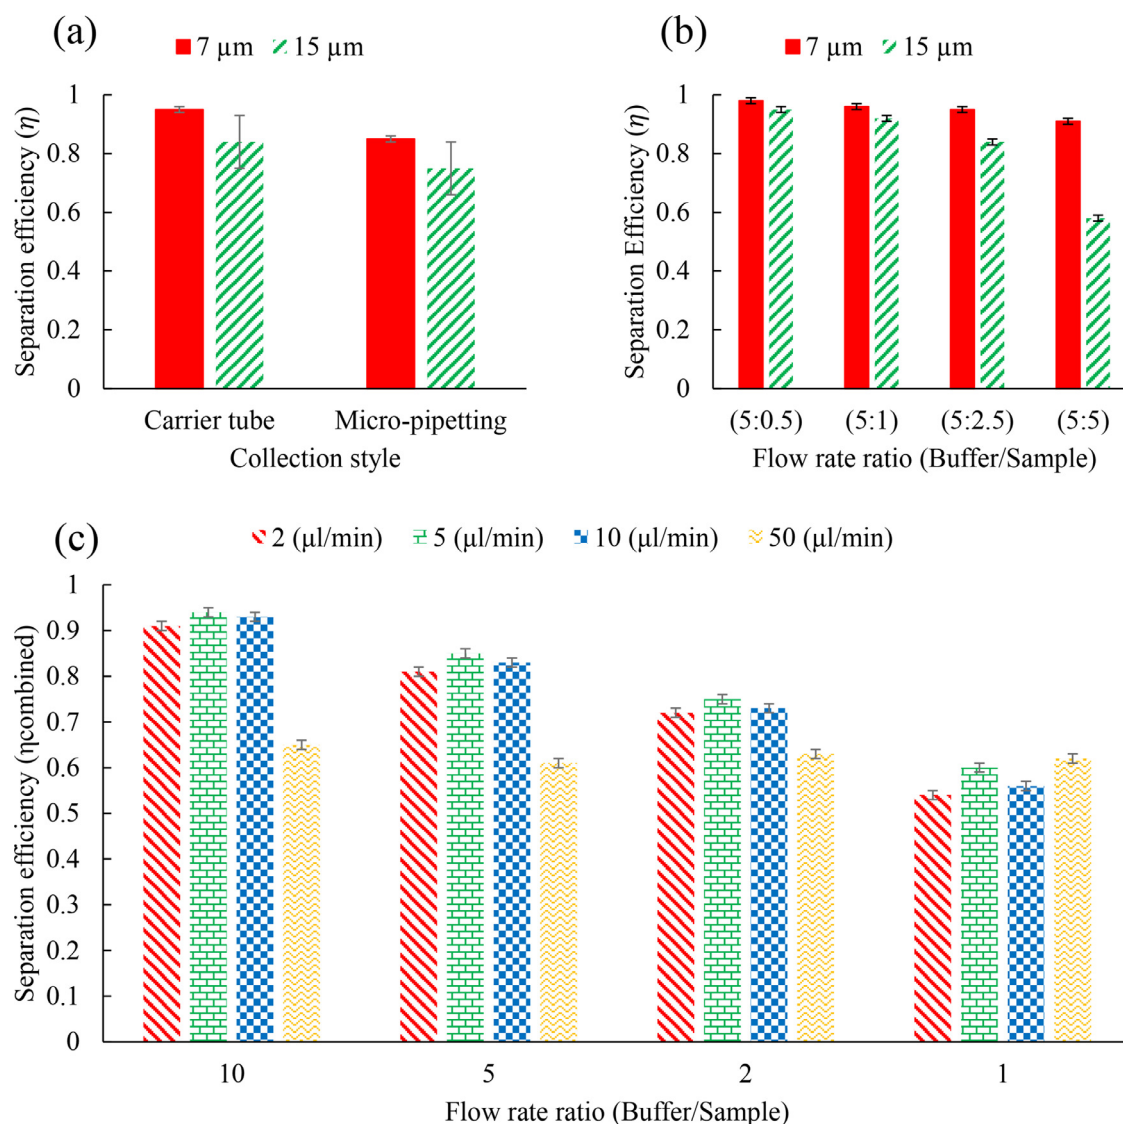 (a)
7 µm 15 µm
Separation efficiency (η)
1
0.8
0.6
0.4
0.2
0
Carrier tube Micro-pipetting
Collection style
(b)
7 µm 15 µm
Separation Efficiency (η)
1
0.8
0.6
0.4
0.2
0
(5:0.5) (5:1) (5:2.5) (5:5)
Flow rate ratio (Buffer/Sample)
(c)
2 (µl/min) 5 (µl/min) 10 (µl/min) 50 (µl/min)
Separation efficiency (ηcombined)
1
0.9
0.8
0.7
0.6
0.5
0.4
0.3
0.2
0.1
0
10 5 2 1
Flow rate ratio (Buffer/Sample)